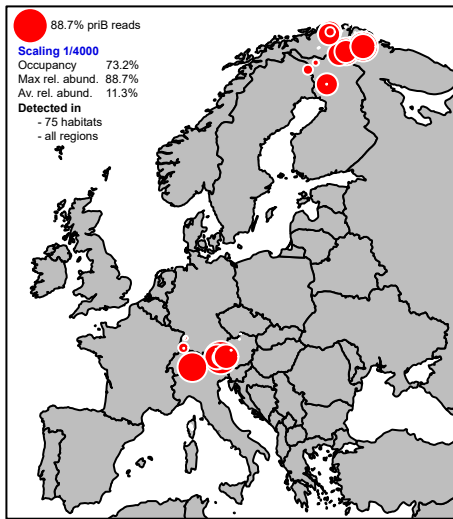 88.7% priB reads
Scaling 1/4000
Occupancy 73.2%
Max rel. abund. 88.7%
Av. rel. abund. 11.3%
Detected in
- 75 habitats
- all regions